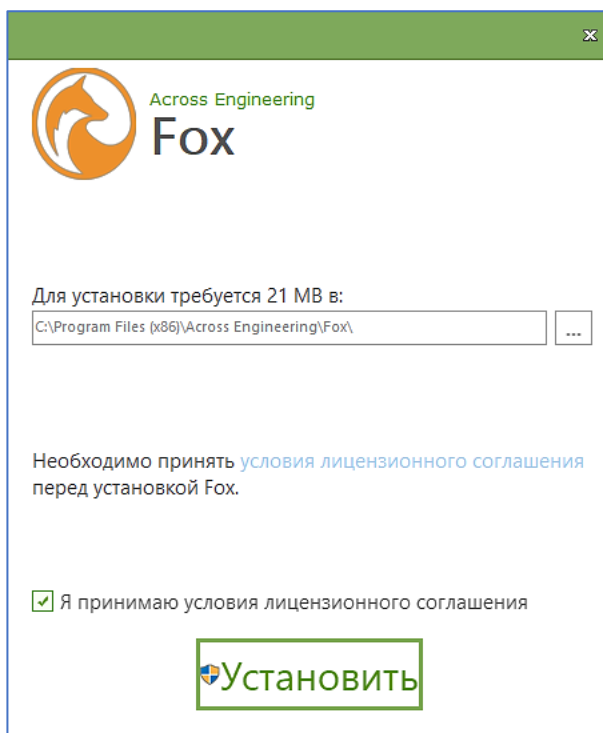 Across Engineering
Fox
Для установки требуется 21 MB в:
C:\Program Files (x86)\Across Engineering\Fox\
...
Необходимо принять условия лицензионного соглашения
перед установкой Fox.
Я принимаю условия лицензионного соглашения
Установить